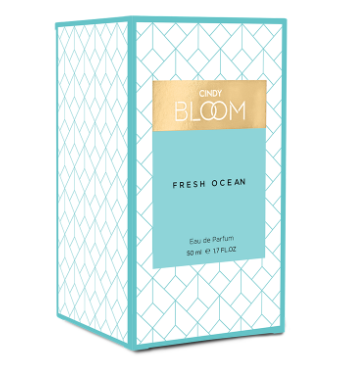 CINDY
BLOOM
FRESH OCEAN
Eau de Parfum
50 ml ℮ 1.7 FL.OZ